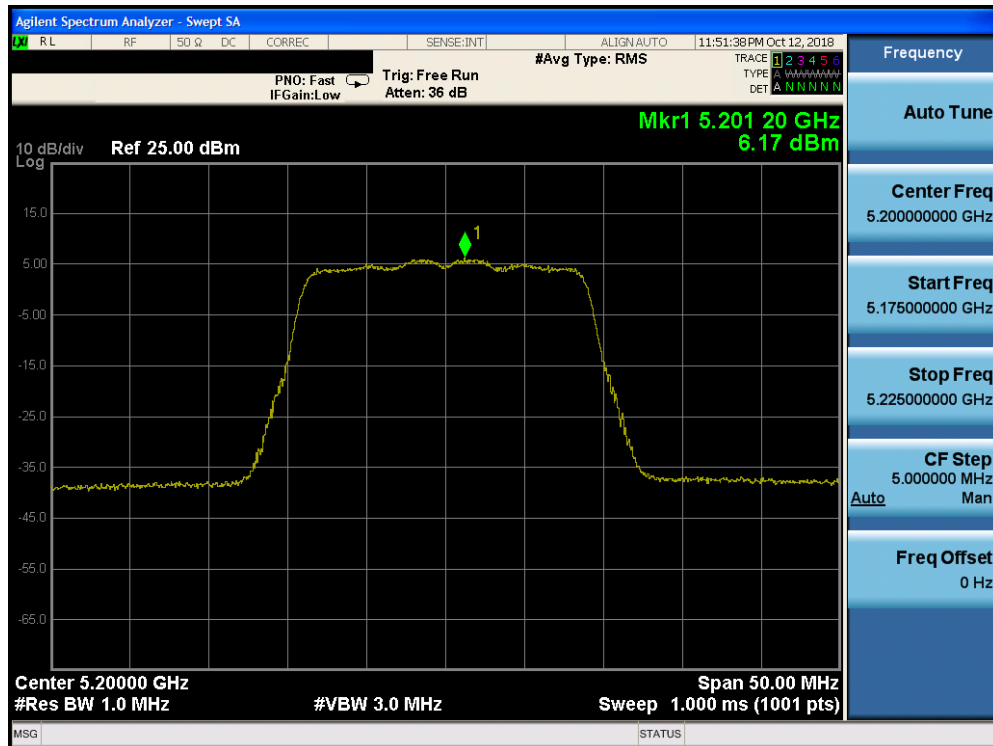 Agilent Spectrum Analyzer - Swept SA
LXI RL RF 50 Ω DC CORREC SENSE:INT ALIGN AUTO 11:51:38 PM Oct 12, 2018
Frequency
#Avg Type: RMS
TRACE 1 2 3 4 5 6
PNO: Fast Trig: Free Run
TYPE A WWWWW
IFGain:Low Atten: 36 dB
DET A N N N N N
Auto Tune
Mkr1 5.201 20 GHz
6.17 dBm
10 dB/div Ref 25.00 dBm
Log
15.0
5.00
-5.00
-15.0
-25.0
-35.0
-45.0
-55.0
-65.0
1
Center Freq
5.200000000 GHz
Start Freq
5.175000000 GHz
Stop Freq
5.225000000 GHz
CF Step
5.000000 MHz
Auto Man
Freq Offset
0 Hz
Center 5.20000 GHz Span 50.00 MHz
#Res BW 1.0 MHz #VBW 3.0 MHz Sweep 1.000 ms (1001 pts)
MSG STATUS